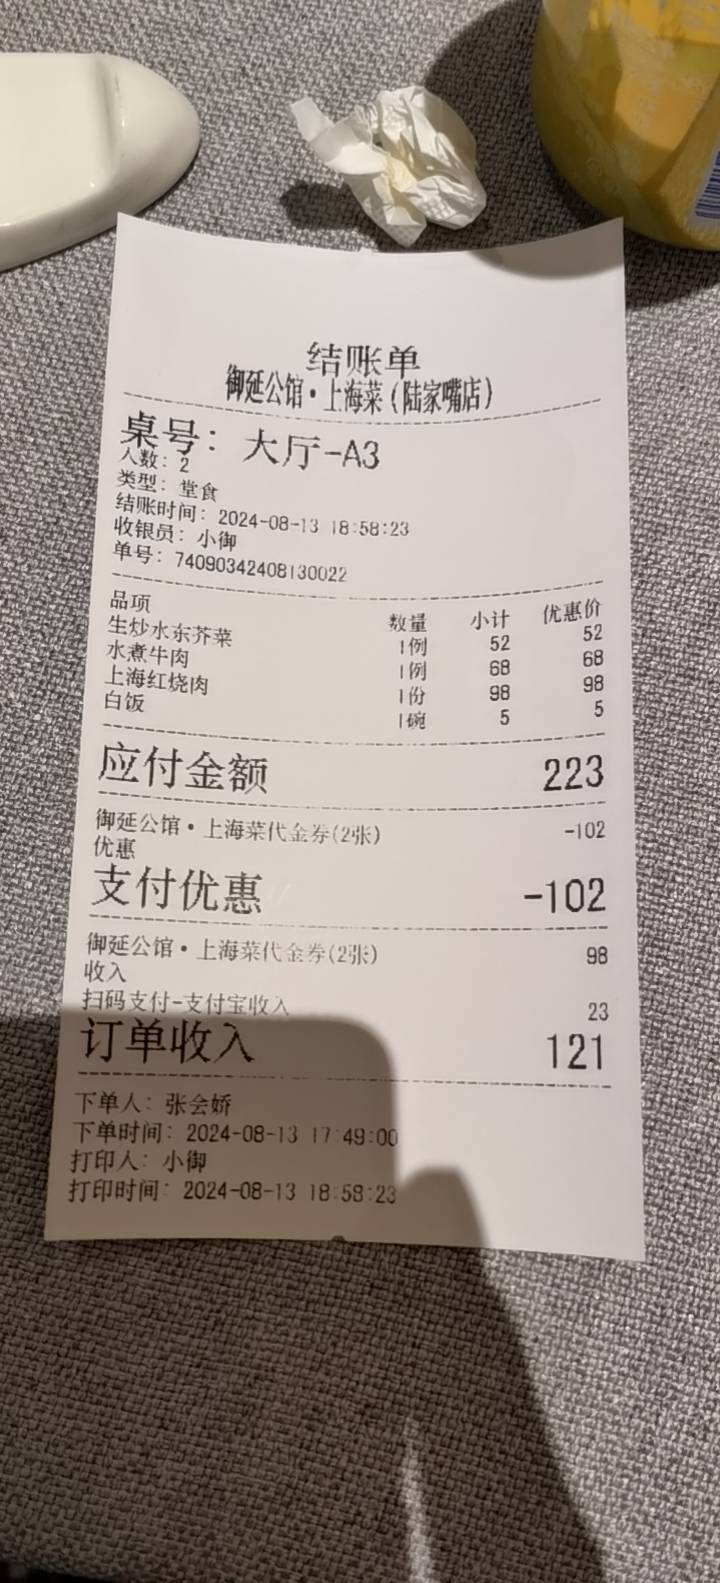 结账单
御延公馆·上海菜(陆家嘴店)
桌号: 大厅-A3
人数: 2
类型: 堂食
结账时间: 2024-08-13 18:58:23
收银员: 小御
单号: 74090342408130022
品项 数量 小计 优惠价
生炒水东芥菜 1例 52 52
水煮牛肉 1例 68 68
上海红烧肉 1份 98 98
白饭 1碗 5 5
应付金额 223
御延公馆·上海菜代金券(2张) -102
优惠
支付优惠 -102
御延公馆·上海菜代金券(2张) 98
收入
扫码支付-支付宝收入 23
订单收入 121
下单人: 张会娇
下单时间: 2024-08-13 17:49:00
打印人: 小御
打印时间: 2024-08-13 18:58:23